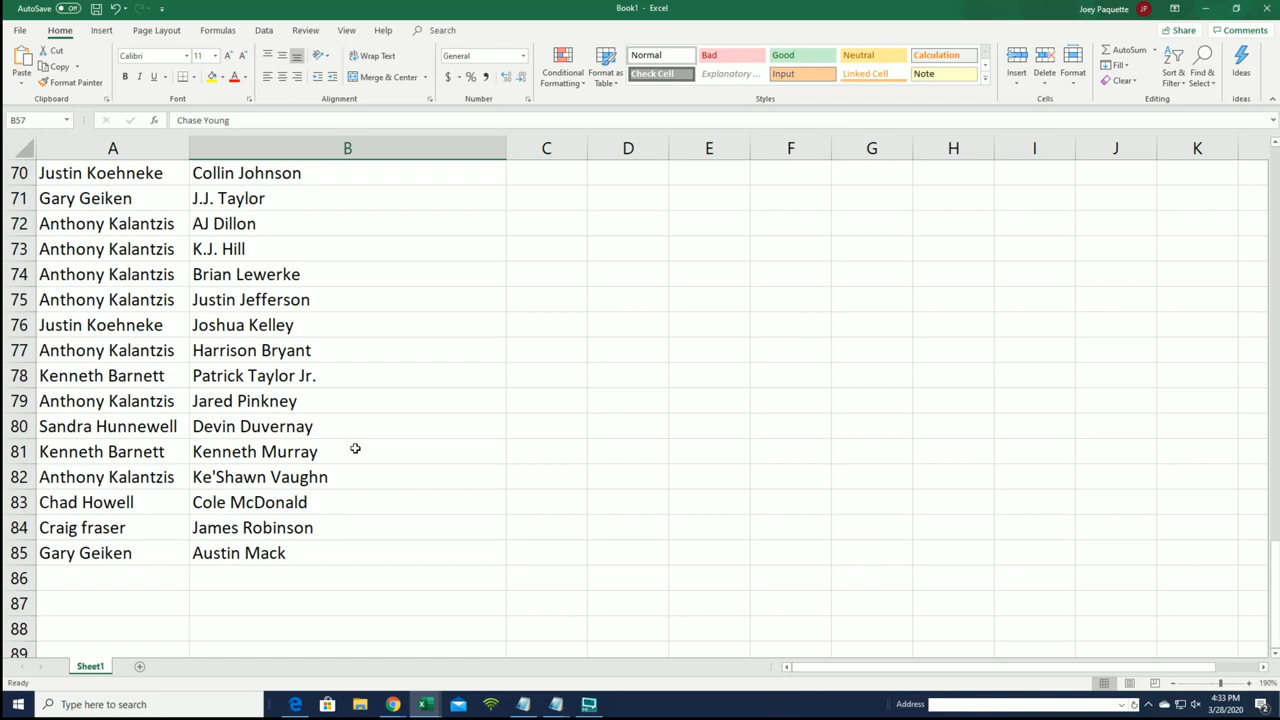 AutoSave Off Book1 - Excel Joey Paquette JP
File Home Insert Page Layout Formulas Data Review View Help Search Share Comments
Paste Cut Copy Format Painter Clipboard
Calibri 11 B I U Font
Wrap Text Merge & Center Alignment
General $ % Number
Conditional Formatting Format as Table
Normal Bad Good Neutral Calculation
Check Cell Explanatory ... Input Linked Cell Note
Styles
Insert Delete Format Cells
AutoSum Fill Clear Sort & Filter Find & Select Editing
Ideas Ideas
B57 fx Chase Young
A B C D E F G H I J K
70 Justin Koehneke Collin Johnson
71 Gary Geiken J.J. Taylor
72 Anthony Kalantzis AJ Dillon
73 Anthony Kalantzis K.J. Hill
74 Anthony Kalantzis Brian Lewerke
75 Anthony Kalantzis Justin Jefferson
76 Justin Koehneke Joshua Kelley
77 Anthony Kalantzis Harrison Bryant
78 Kenneth Barnett Patrick Taylor Jr.
79 Anthony Kalantzis Jared Pinkney
80 Sandra Hunnewell Devin Duvernay
81 Kenneth Barnett Kenneth Murray
82 Anthony Kalantzis Ke'Shawn Vaughn
83 Chad Howell Cole McDonald
84 Craig fraser James Robinson
85 Gary Geiken Austin Mack
86
87
88
89
Sheet1
Ready 190%
Type here to search Address 4:33 PM
3/28/2020 2